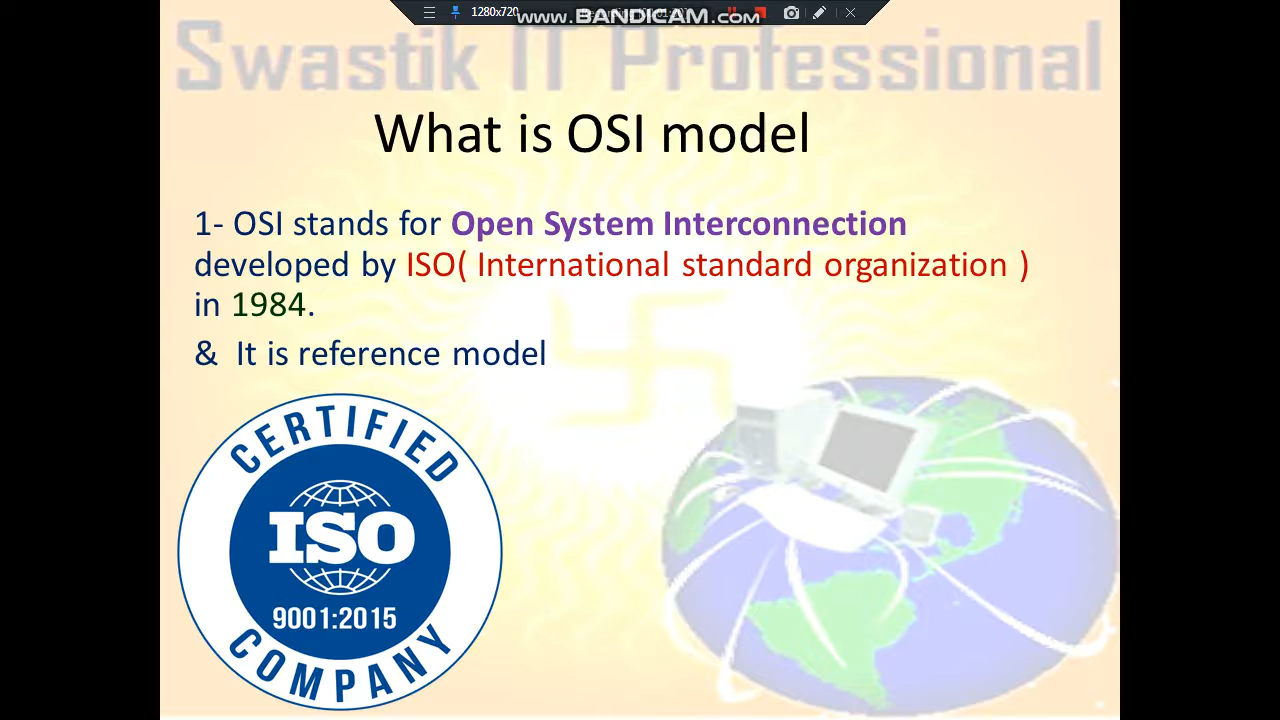 1280x720
www.BANDICAM.com
Swastik IT Professional
What is OSI model
1- OSI stands for Open System Interconnection
developed by ISO( International standard organization )
in 1984.
& It is reference model
CERTIFIED
ISO
9001:2015
COMPANY